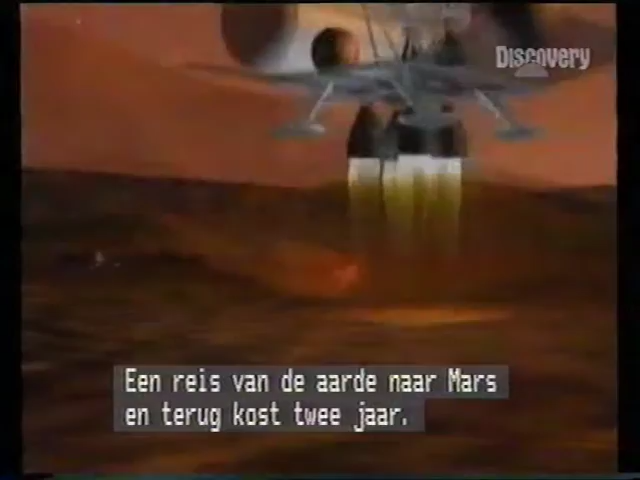 Discovery
Een reis van de aarde naar Mars
en terug kost twee jaar.